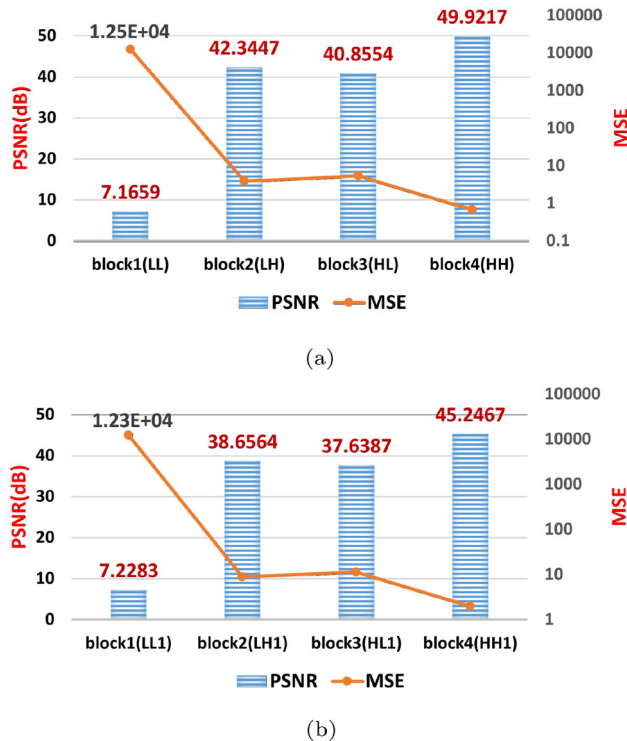 100000
49.9217
1.25E+04
50
42.3447
40.8554
10000
40
1000
PSNR(dB)
30
100
MSE
20
10
7.1659
10
1
0
0.1
block1(LL) block2(LH) block3(HL) block4(HH)
PSNR MSE
(a)
100000
45.2467
1.23E+04
50
38.6564
37.6387
10000
40
1000
PSNR(dB)
30
100
MSE
20
10
7.2283
10
0
1
block1(LL1) block2(LH1) block3(HL1) block4(HH1)
PSNR MSE
(b)